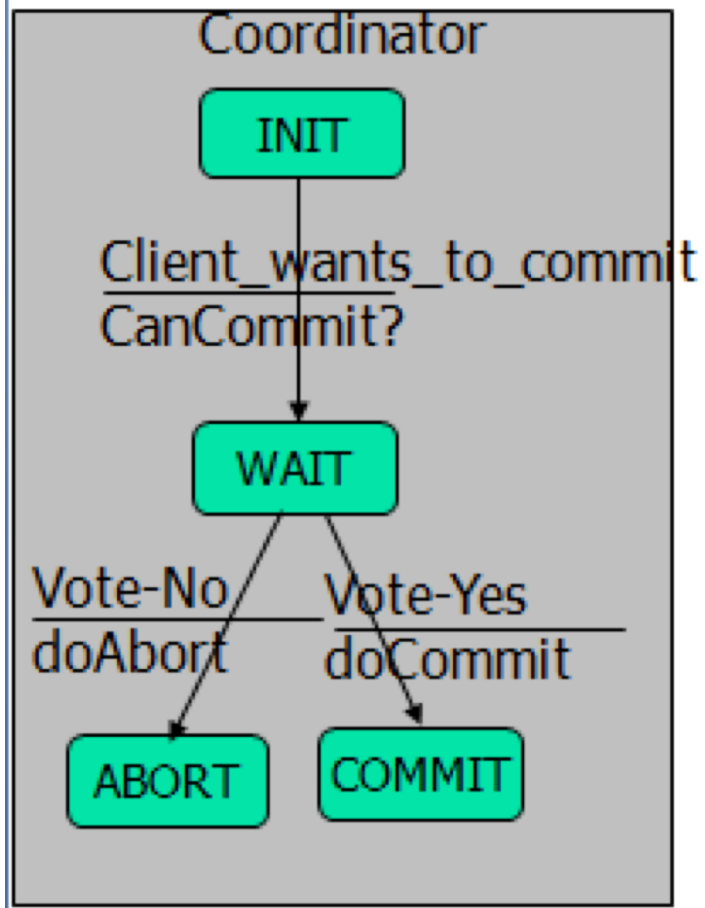 Coordinator
INIT
Client_wants_to_commit
CanCommit?
WAIT
Vote-No
doAbort
Vote-Yes
doCommit
ABORT
COMMIT